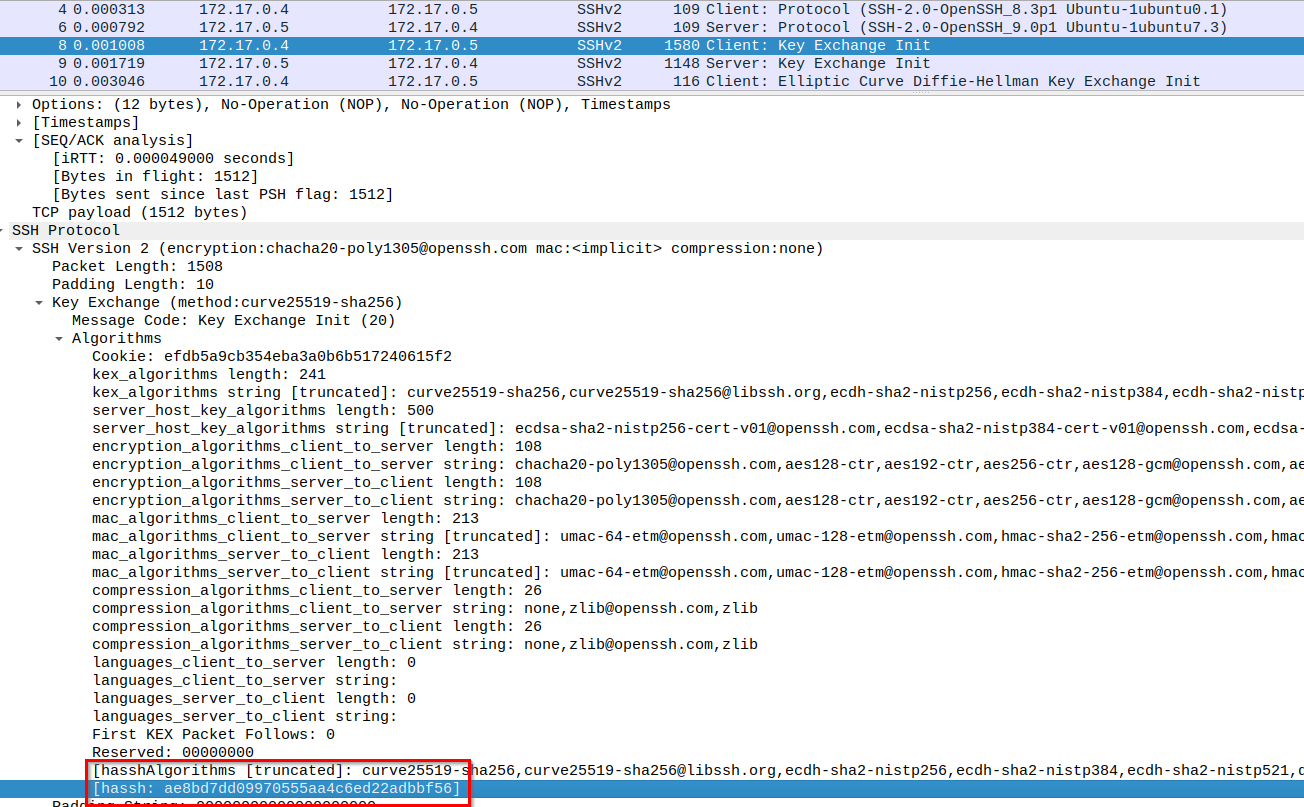 4 0.000313 172.17.0.4 172.17.0.5 SSHv2 109 Client: Protocol (SSH-2.0-OpenSSH_8.3p1 Ubuntu-1ubuntu0.1)
6 0.000792 172.17.0.5 172.17.0.4 SSHv2 109 Server: Protocol (SSH-2.0-OpenSSH_9.0p1 Ubuntu-1ubuntu7.3)
8 0.001008 172.17.0.4 172.17.0.5 SSHv2 1580 Client: Key Exchange Init
9 0.001719 172.17.0.5 172.17.0.4 SSHv2 1148 Server: Key Exchange Init
10 0.003046 172.17.0.4 172.17.0.5 SSHv2 116 Client: Elliptic Curve Diffie-Hellman Key Exchange Init
Options: (12 bytes), No-Operation (NOP), No-Operation (NOP), Timestamps
[Timestamps]
[SEQ/ACK analysis]
[iRTT: 0.000049000 seconds]
[Bytes in flight: 1512]
[Bytes sent since last PSH flag: 1512]
TCP payload (1512 bytes)
SSH Protocol
SSH Version 2 (encryption:chacha20-poly1305@openssh.com mac:<implicit> compression:none)
Packet Length: 1508
Padding Length: 10
Key Exchange (method:curve25519-sha256)
Message Code: Key Exchange Init (20)
Algorithms
Cookie: efdb5a9cb354eba3a0b6b517240615f2
kex_algorithms length: 241
kex_algorithms string [truncated]: curve25519-sha256,curve25519-sha256@libssh.org,ecdh-sha2-nistp256,ecdh-sha2-nistp384,ecdh-sha2-nistp
server_host_key_algorithms length: 500
server_host_key_algorithms string [truncated]: ecdsa-sha2-nistp256-cert-v01@openssh.com,ecdsa-sha2-nistp384-cert-v01@openssh.com,ecdsa-
encryption_algorithms_client_to_server length: 108
encryption_algorithms_client_to_server string: chacha20-poly1305@openssh.com,aes128-ctr,aes192-ctr,aes256-ctr,aes128-gcm@openssh.com,ae
encryption_algorithms_server_to_client length: 108
encryption_algorithms_server_to_client string: chacha20-poly1305@openssh.com,aes128-ctr,aes192-ctr,aes256-ctr,aes128-gcm@openssh.com,ae
mac_algorithms_client_to_server length: 213
mac_algorithms_client_to_server string [truncated]: umac-64-etm@openssh.com,umac-128-etm@openssh.com,hmac-sha2-256-etm@openssh.com,hmac
mac_algorithms_server_to_client length: 213
mac_algorithms_server_to_client string [truncated]: umac-64-etm@openssh.com,umac-128-etm@openssh.com,hmac-sha2-256-etm@openssh.com,hmac
compression_algorithms_client_to_server length: 26
compression_algorithms_client_to_server string: none,zlib@openssh.com,zlib
compression_algorithms_server_to_client length: 26
compression_algorithms_server_to_client string: none,zlib@openssh.com,zlib
languages_client_to_server length: 0
languages_client_to_server string:
languages_server_to_client length: 0
languages_server_to_client string:
First KEX Packet Follows: 0
Reserved: 00000000
[hasshAlgorithms [truncated]: curve25519-sha256,curve25519-sha256@libssh.org,ecdh-sha2-nistp256,ecdh-sha2-nistp384,ecdh-sha2-nistp521,d
[hassh: ae8bd7dd09970555aa4c6ed22adbbf56]
Padding String: 00000000000000000000